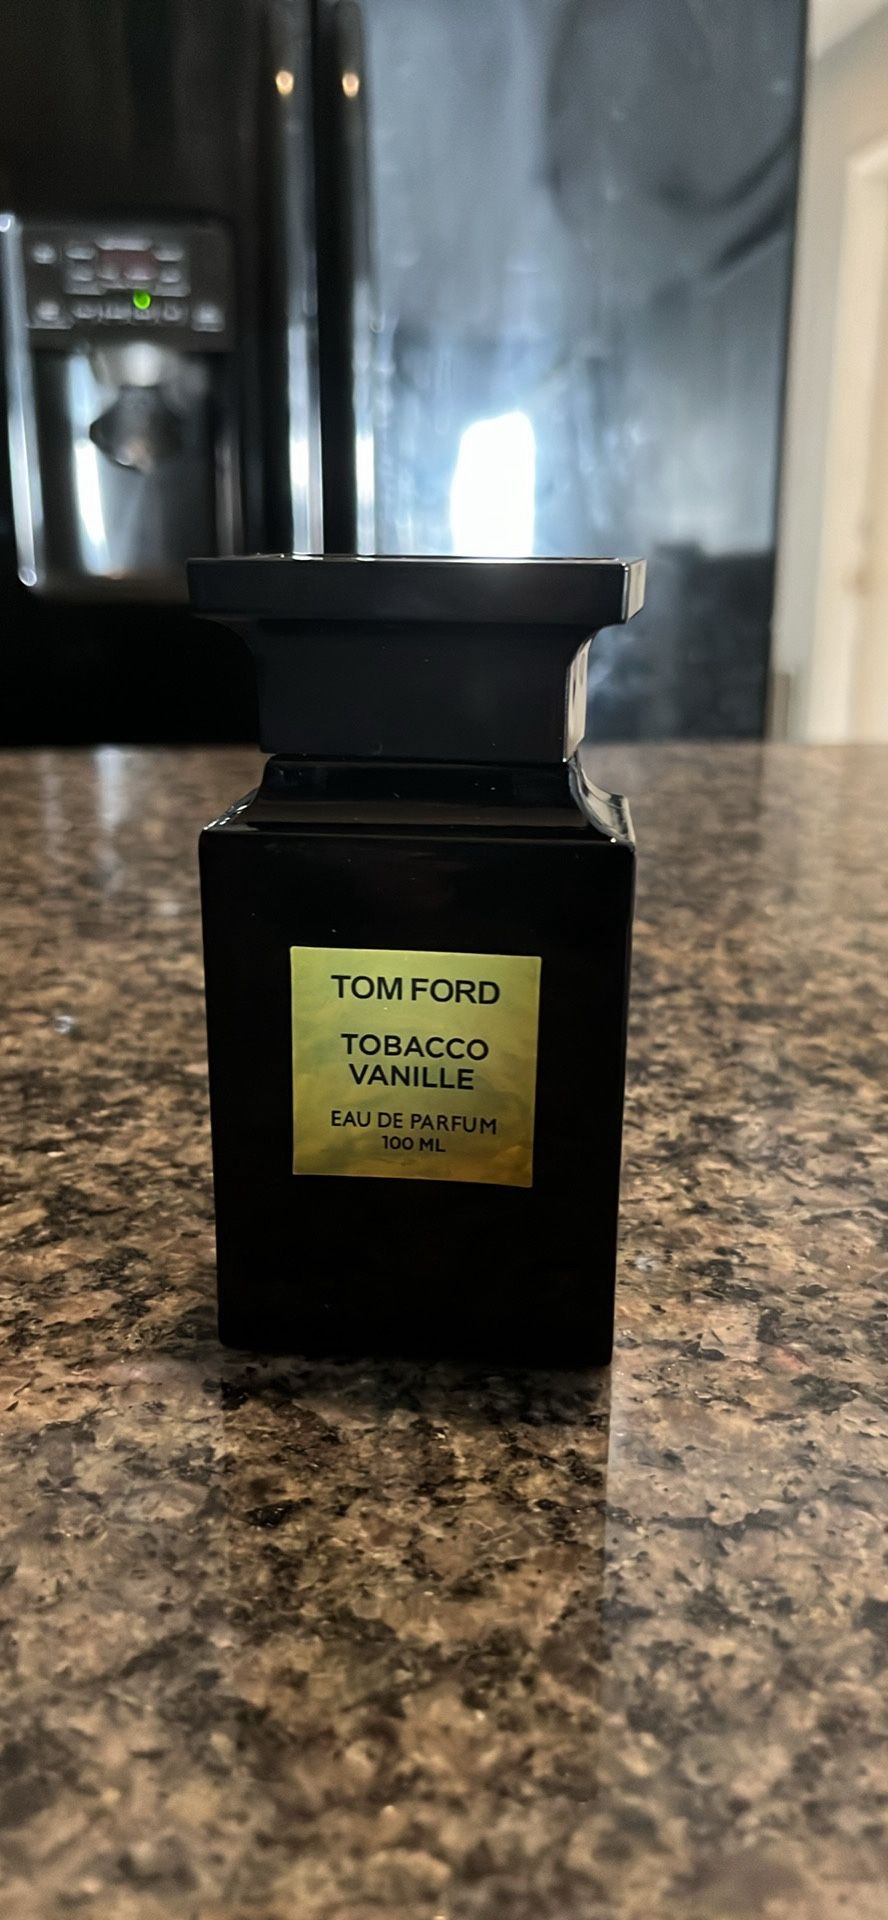 TOM FORD
TOBACCO
VANILLE
EAU DE PARFUM
100 ML